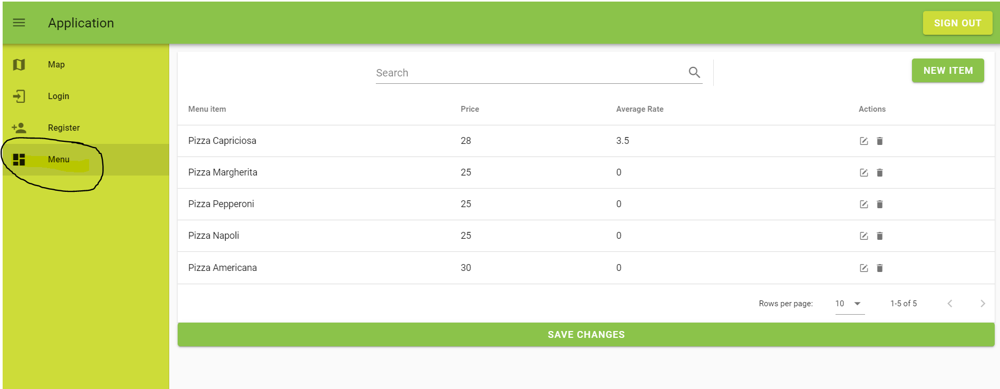 Application
SIGN OUT
Map
Login
Register
Menu
Search
NEW ITEM
Menu item Price Average Rate Actions
Pizza Capriciosa 28 3.5
Pizza Margherita 25 0
Pizza Pepperoni 25 0
Pizza Napoli 25 0
Pizza Americana 30 0
Rows per page: 10 1-5 of 5
SAVE CHANGES